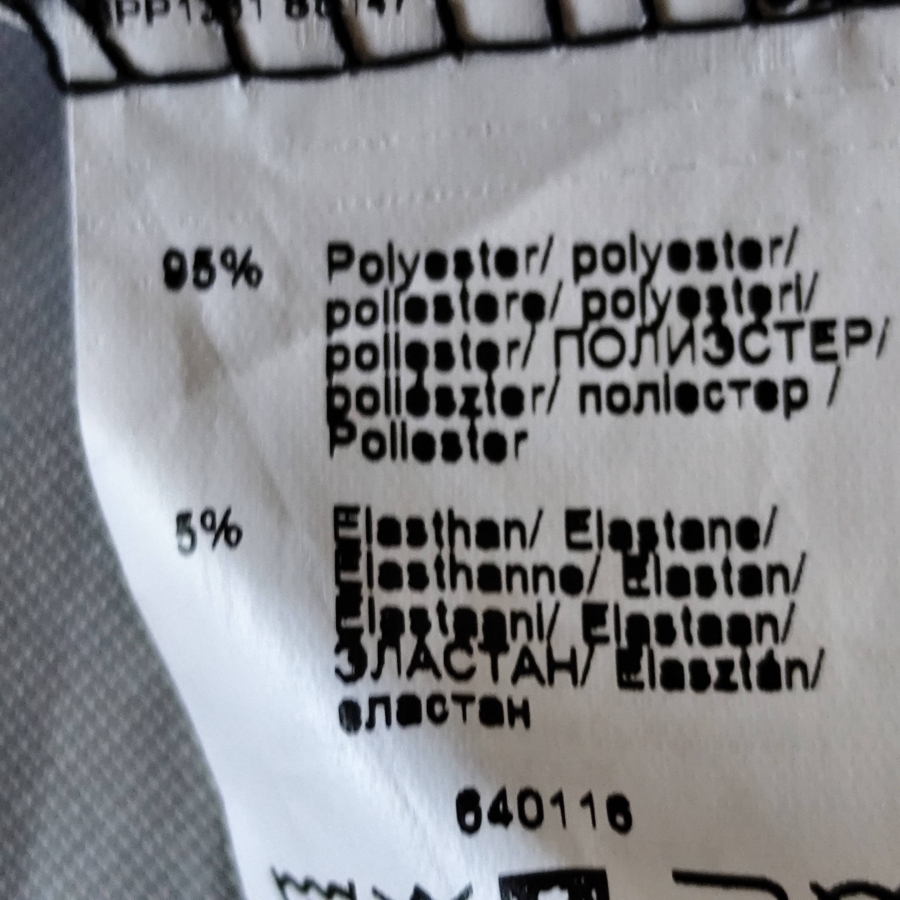 95% Polyester/ polyester/
poliestere/ polyesteri/
poliester/ ПОЛИЭСТЕР/
poliészter/ поліестер /
Poliester
5% Elasthan/ Elastane/
Elasthanne/ Elastan/
Elastaani/ Elastaan/
ЭЛАСТАН/ Elasztán/
еластан
640116